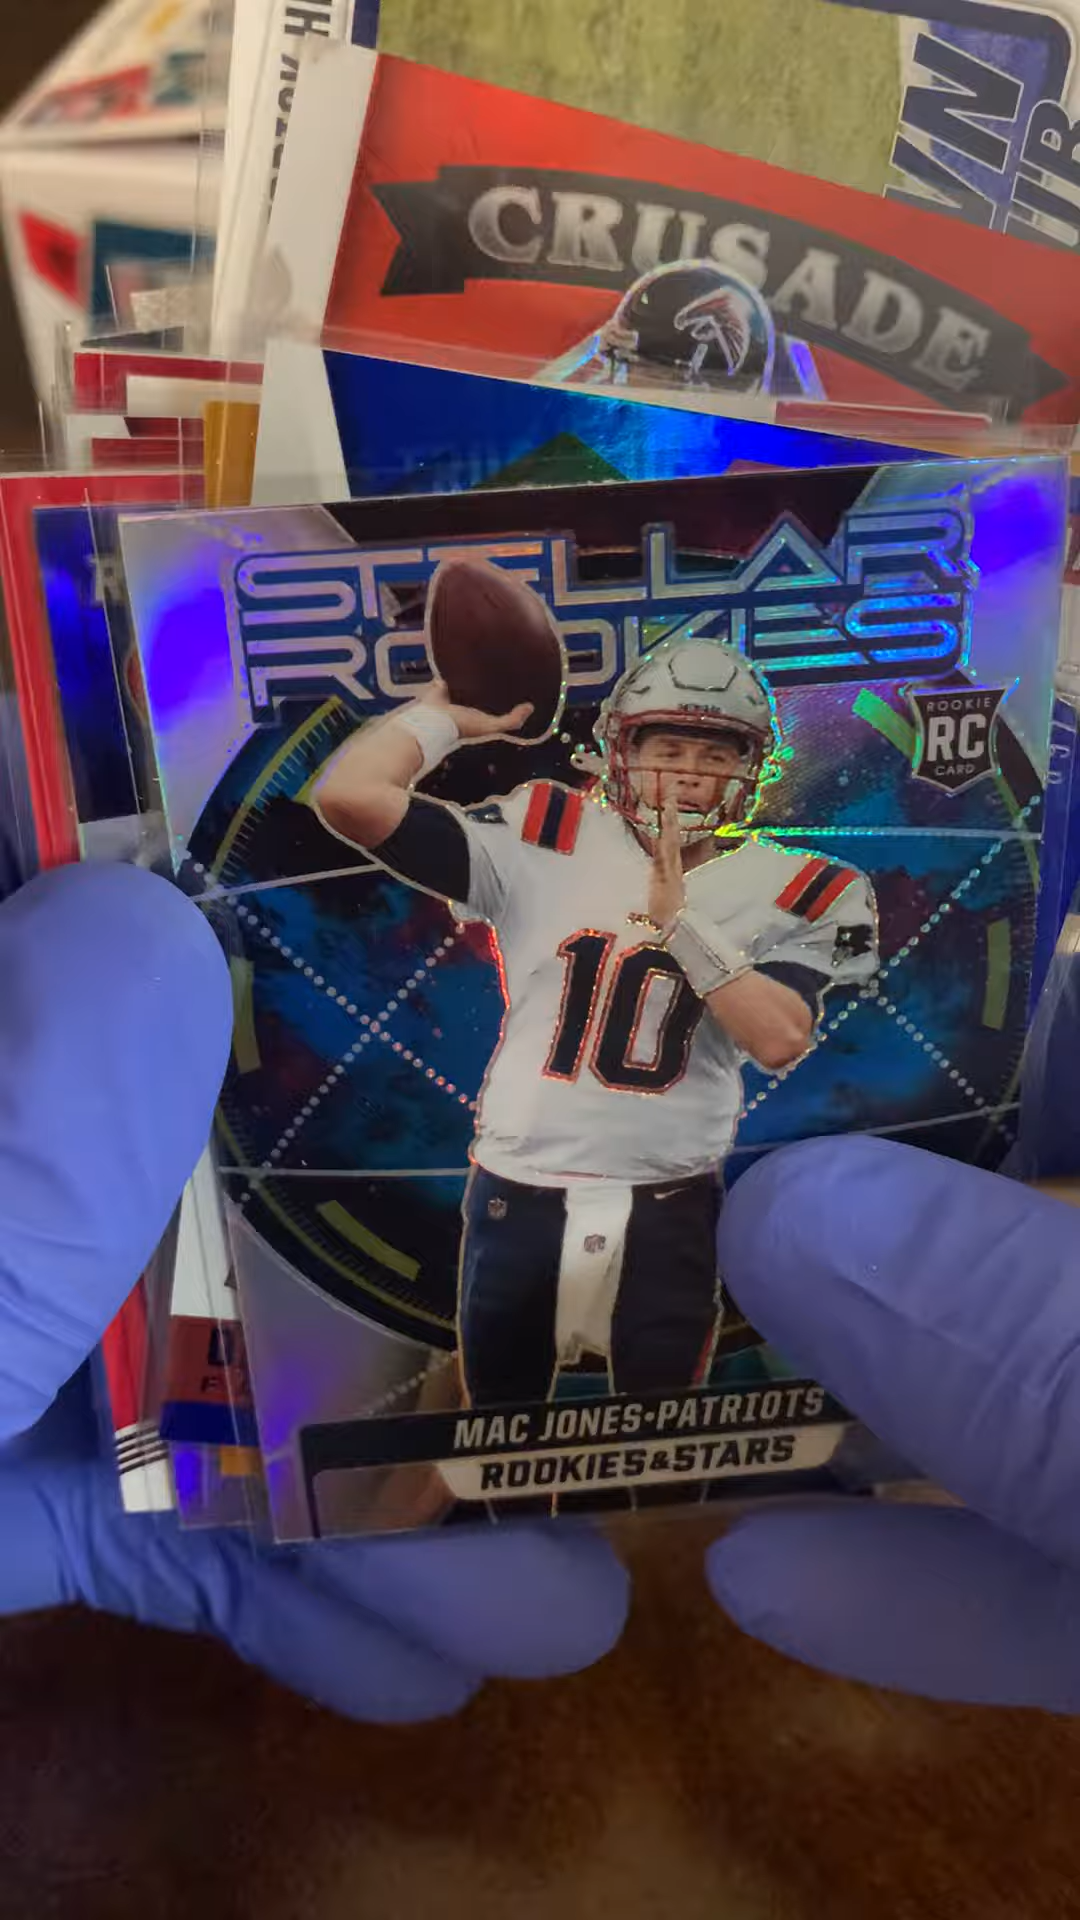 CRUSADE
STELLAR
ROOKIES
ROOKIE
RC
CARD
10
MAC JONES•PATRIOTS
ROOKIES&STARS